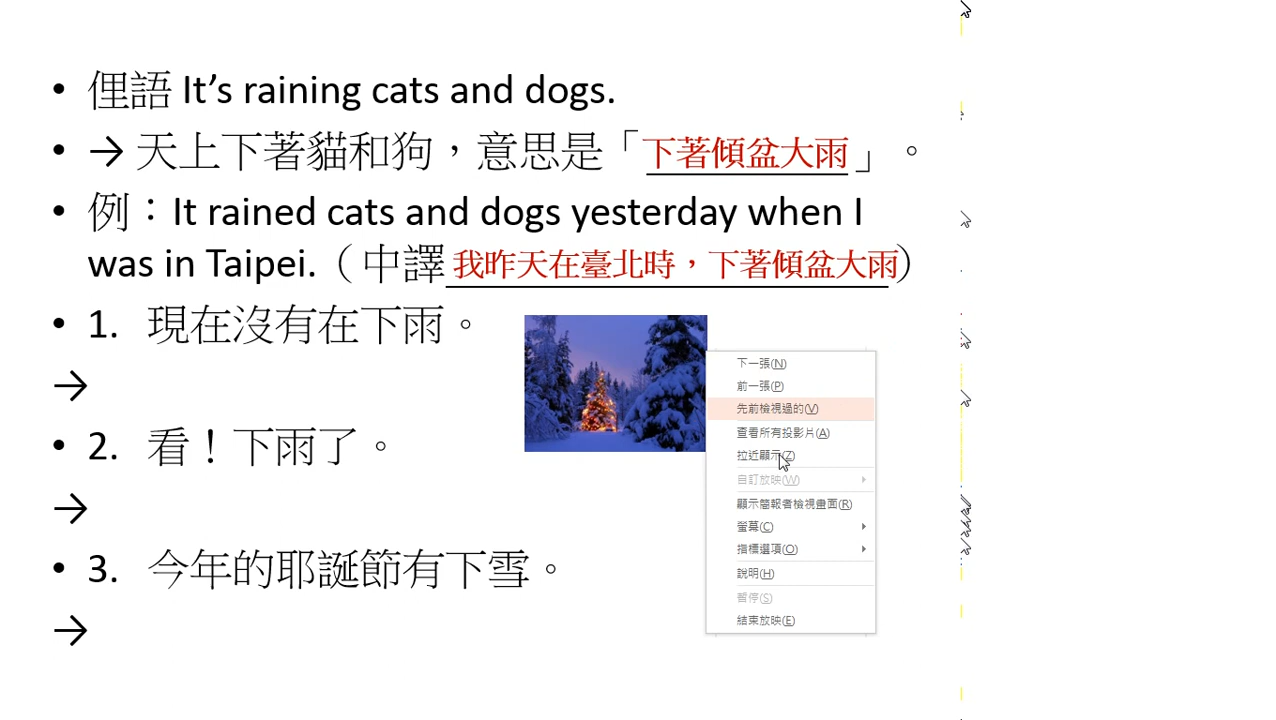 • 俚語 It’s raining cats and dogs.
• → 天上下著貓和狗，意思是「下著傾盆大雨」。
• 例：It rained cats and dogs yesterday when I
was in Taipei.（中譯 我昨天在臺北時，下著傾盆大雨）
• 1. 現在沒有在下雨。
→
• 2. 看！下雨了。
→
• 3. 今年的耶誕節有下雪。
→
下一張(N)
前一張(P)
先前檢視過的(V)
查看所有投影片(A)
拉近顯示(Z)
自訂放映(W)
顯示簡報者檢視畫面(R)
螢幕(C)
指標選項(O)
說明(H)
暫停(S)
結束放映(E)